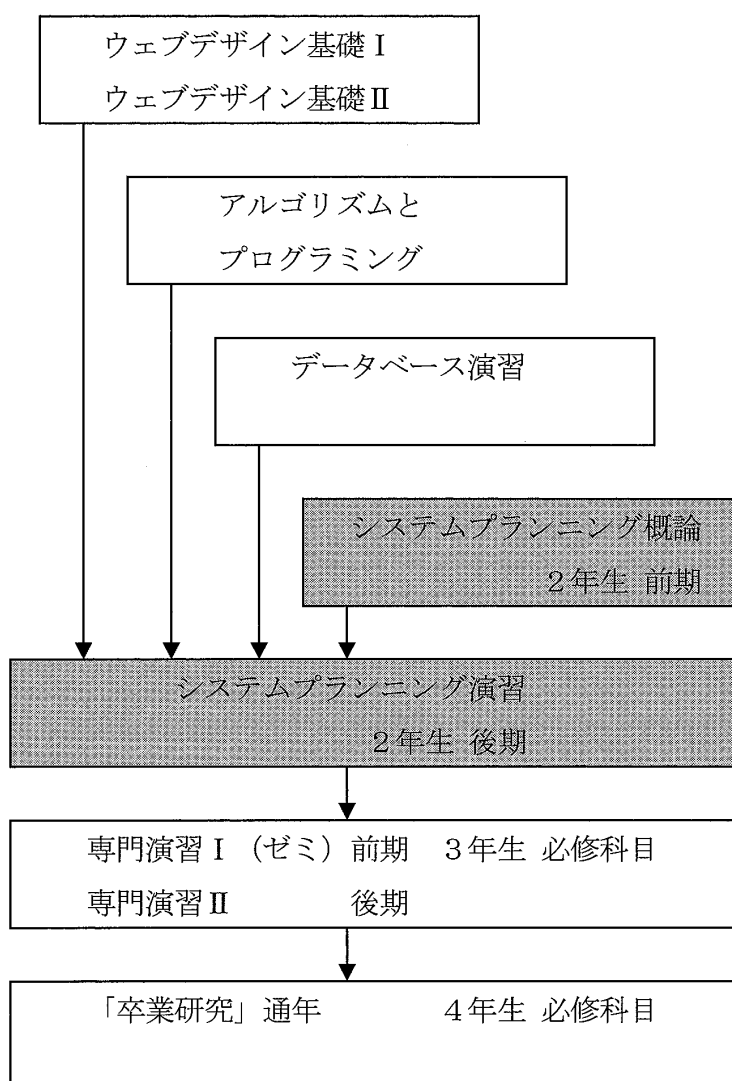 ウェブデザイン基礎Ⅰ
ウェブデザイン基礎Ⅱ
アルゴリズムと
プログラミング
データベース演習
システムプランニング概論
２年生 前期
システムプランニング演習
２年生 後期
専門演習Ⅰ（ゼミ）前期 ３年生 必修科目
専門演習Ⅱ 後期
「卒業研究」通年 ４年生 必修科目